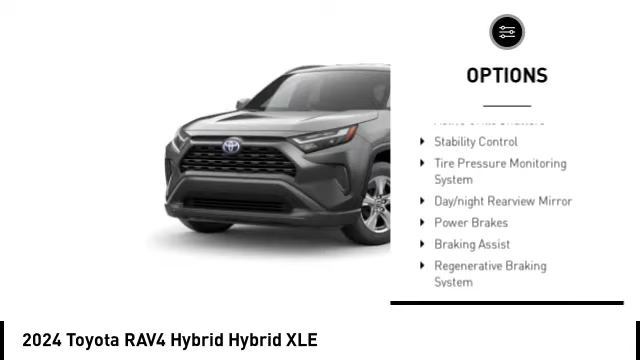 OPTIONS
Stability Control
Tire Pressure Monitoring
System
Day/night Rearview Mirror
Power Brakes
Braking Assist
Regenerative Braking
System
2024 Toyota RAV4 Hybrid Hybrid XLE